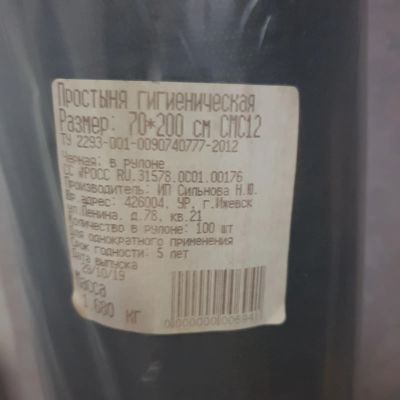 Простыня гигиеническая
Размер: 70*200 см СМС12
ТУ 2293-001-0090740777-2012
Черная: в рулоне
СС №РОСС RU.31578.ОС01.00176
Производитель: ИП Сильнова Н.Ю.
Юр. адрес: 426004, УР, г.Ижевск
ул.Ленина, д.78, кв.21
Количество в рулоне: 100 шт
Для однократного применения
Срок годности: 5 лет
Дата выпуска
29/10/19
Масса
1.680 кг